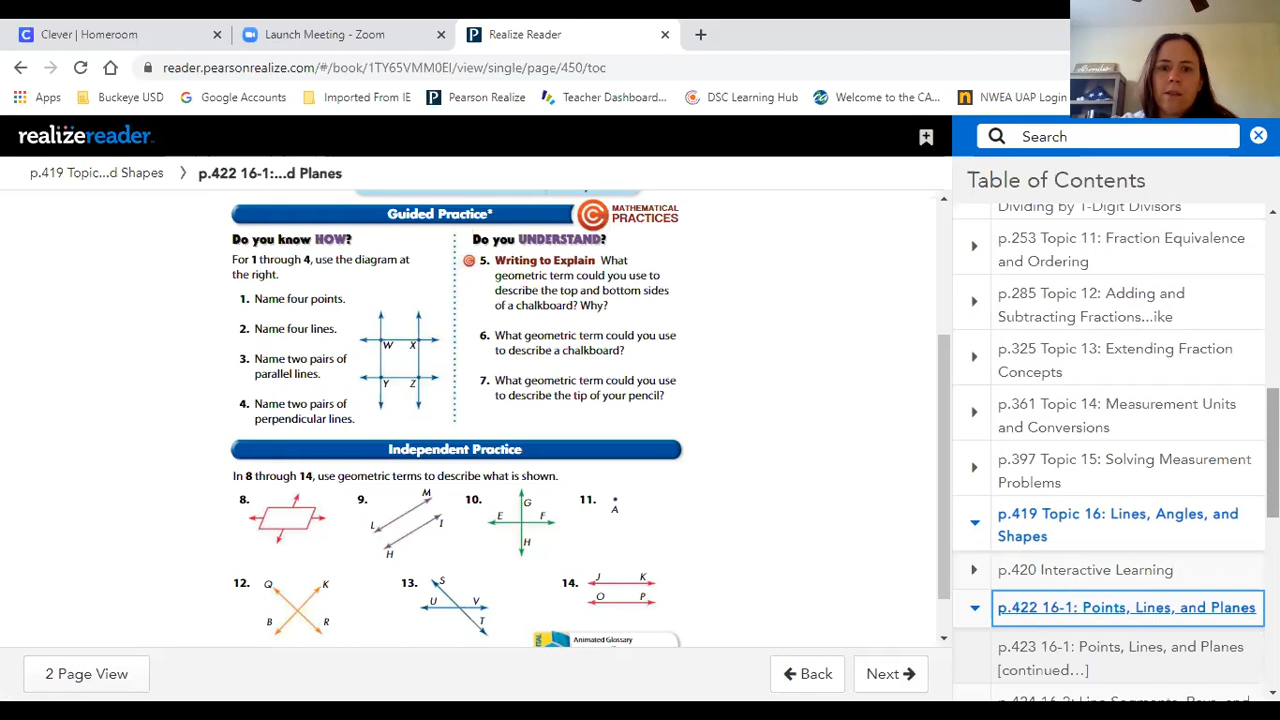 Clever | Homeroom
Launch Meeting - Zoom
Realize Reader
reader.pearsonrealize.com/#/book/1TY65VMM0EI/view/single/page/450/toc
Apps Buckeye USD Google Accounts Imported From IE Pearson Realize Teacher Dashboar... DSC Learning Hub Welcome to the CA... NWEA UAP Login
realizereader
Search
p.419 Topic...d Shapes
p.422 16-1:...d Planes
Guided Practice*
MATHEMATICAL
PRACTICES
Do you know HOW?
For 1 through 4, use the diagram at
the right.
1. Name four points.
2. Name four lines.
3. Name two pairs of
parallel lines.
4. Name two pairs of
perpendicular lines.
W X
Y Z
Do you UNDERSTAND?
5. Writing to Explain What
geometric term could you use to
describe the top and bottom sides
of a chalkboard? Why?
6. What geometric term could you use
to describe a chalkboard?
7. What geometric term could you use
to describe the tip of your pencil?
Independent Practice
In 8 through 14, use geometric terms to describe what is shown.
8.
9.
M
L
I
H
10.
G
E F
H
11.
A
12.
Q K
B R
13.
S
U V
T
14.
J K
O P
Animated Glossary
2 Page View
Back
Next
Table of Contents
Dividing by 1-Digit Divisors
p.253 Topic 11: Fraction Equivalence
and Ordering
p.285 Topic 12: Adding and
Subtracting Fractions...ike
p.325 Topic 13: Extending Fraction
Concepts
p.361 Topic 14: Measurement Units
and Conversions
p.397 Topic 15: Solving Measurement
Problems
p.419 Topic 16: Lines, Angles, and
Shapes
p.420 Interactive Learning
p.422 16-1: Points, Lines, and Planes
p.423 16-1: Points, Lines, and Planes
[continued...]